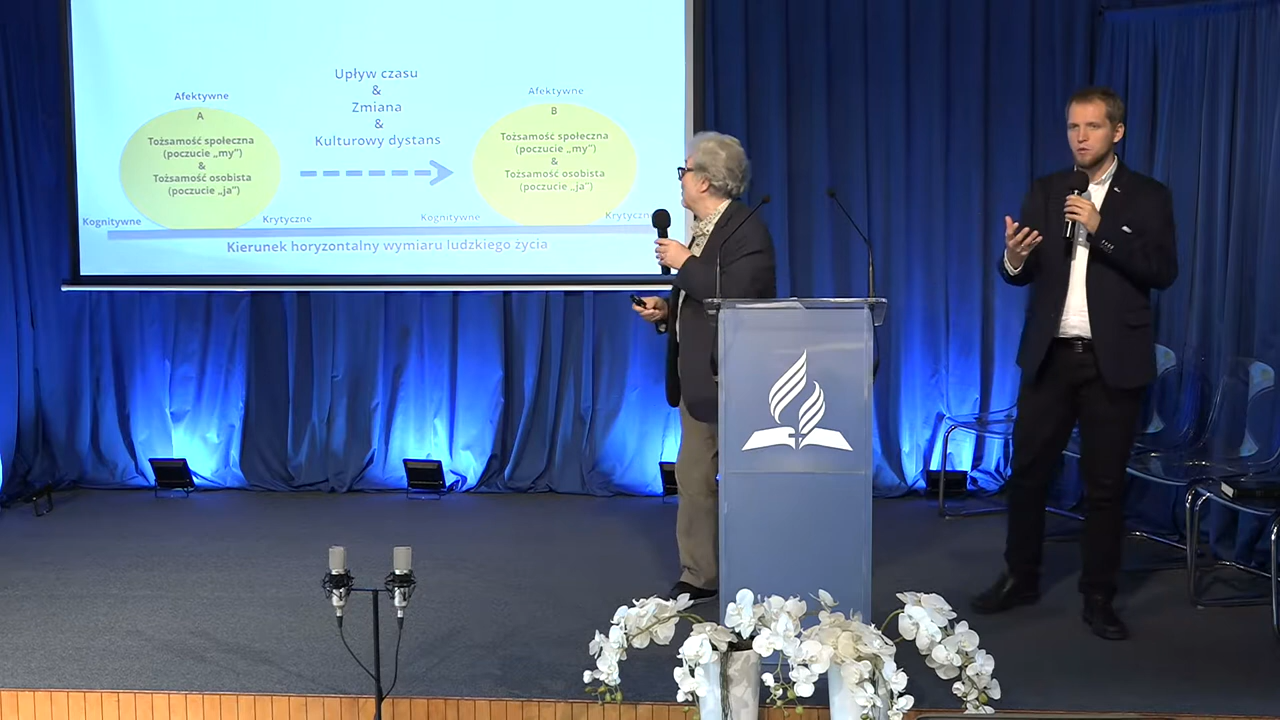 Upływ czasu
&
Zmiana
&
Kulturowy dystans
Afektywne
A
Tożsamość społeczna
(poczucie „my”)
&
Tożsamość osobista
(poczucie „ja”)
Kognitywne
Krytyczne
Afektywne
B
Tożsamość społeczna
(poczucie „my”)
&
Tożsamość osobista
(poczucie „ja”)
Kognitywne
Krytyczne
Kierunek horyzontalny wymiaru ludzkiego życia